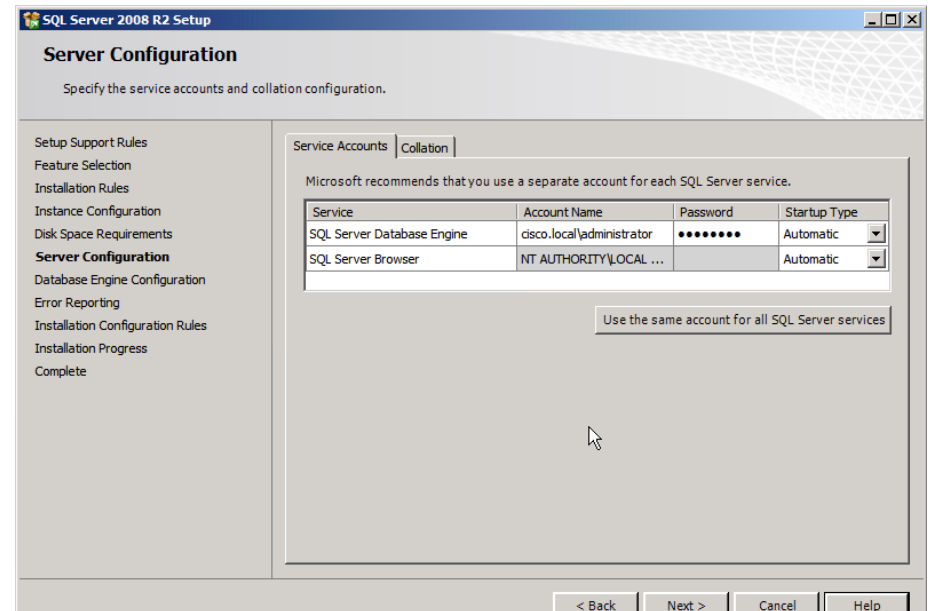 SQL Server 2008 R2 Setup
Server Configuration
Specify the service accounts and collation configuration.
Setup Support Rules
Feature Selection
Installation Rules
Instance Configuration
Disk Space Requirements
Server Configuration
Database Engine Configuration
Error Reporting
Installation Configuration Rules
Installation Progress
Complete
Service Accounts Collation
Microsoft recommends that you use a separate account for each SQL Server service.
Service Account Name Password Startup Type
SQL Server Database Engine cisco.local\administrator ●●●●●●●● Automatic
SQL Server Browser NT AUTHORITY\LOCAL ... Automatic
Use the same account for all SQL Server services
< Back Next > Cancel Help